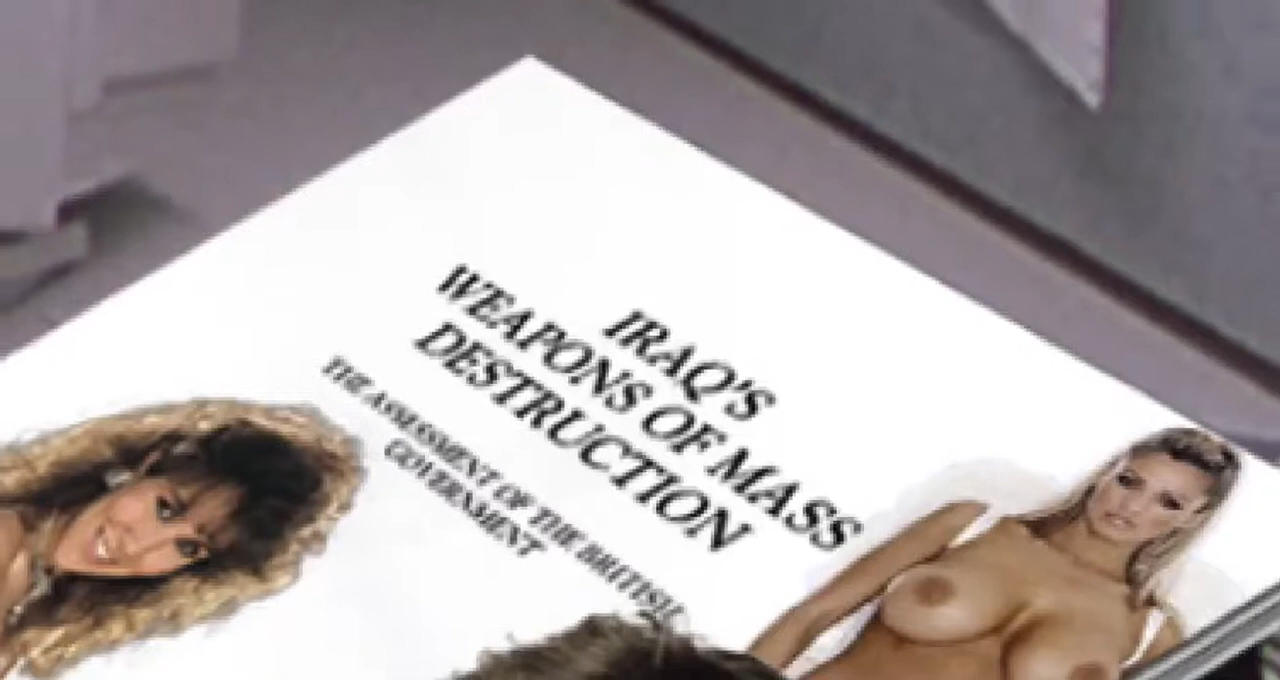 IRAQ'S
WEAPONS OF MASS
DESTRUCTION
THE ASSESSMENT OF THE BRITISH
GOVERNMENT